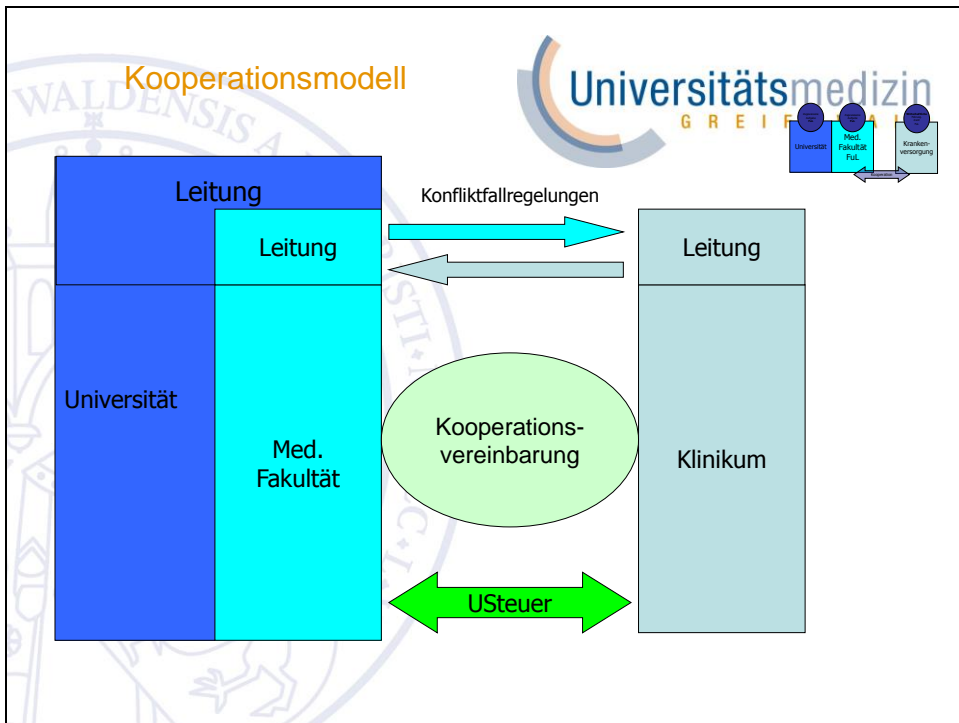 Kooperationsmodell
Universitätsmedizin
Universität
Med.
Fakultät
FuL
Kranken-
versorgung
Kooperation
Leitung
Konfliktfallregelungen
Leitung
Leitung
Universität
Med.
Fakultät
Kooperations-
vereinbarung
Klinikum
USteuer